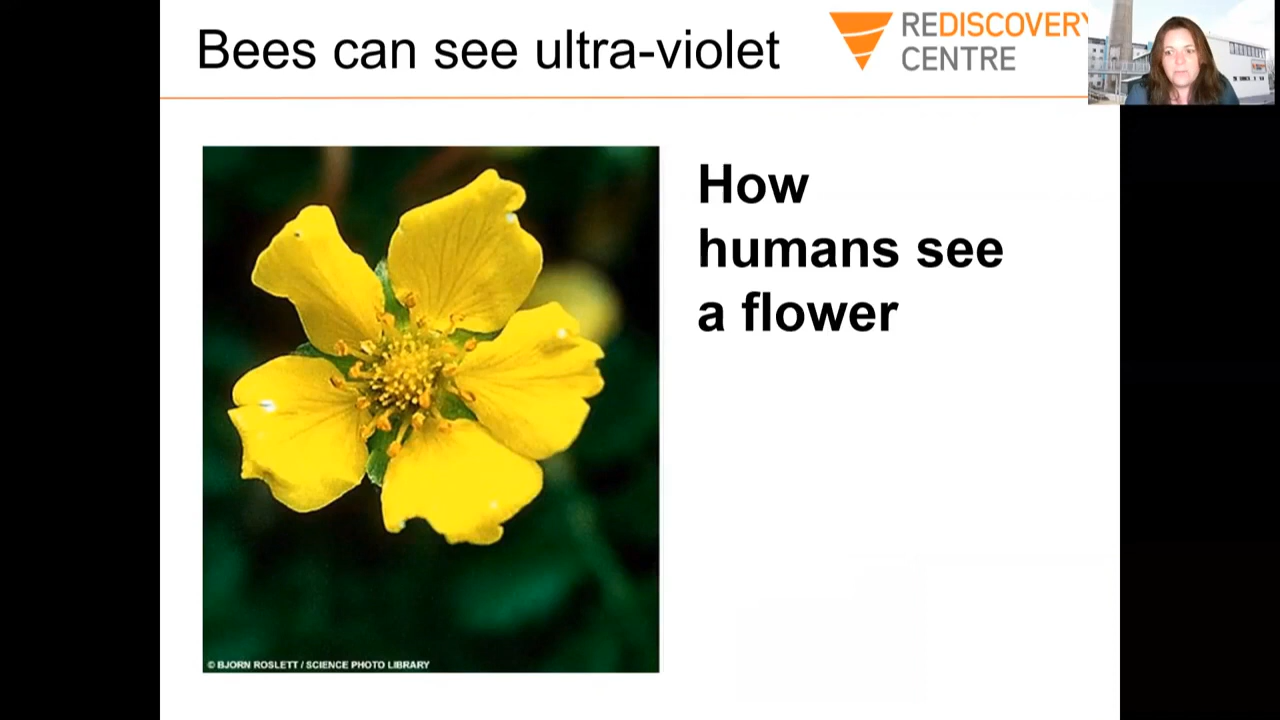 Bees can see ultra-violet
REDISCOVERY
CENTRE
How
humans see
a flower
© BJORN ROSLETT / SCIENCE PHOTO LIBRARY